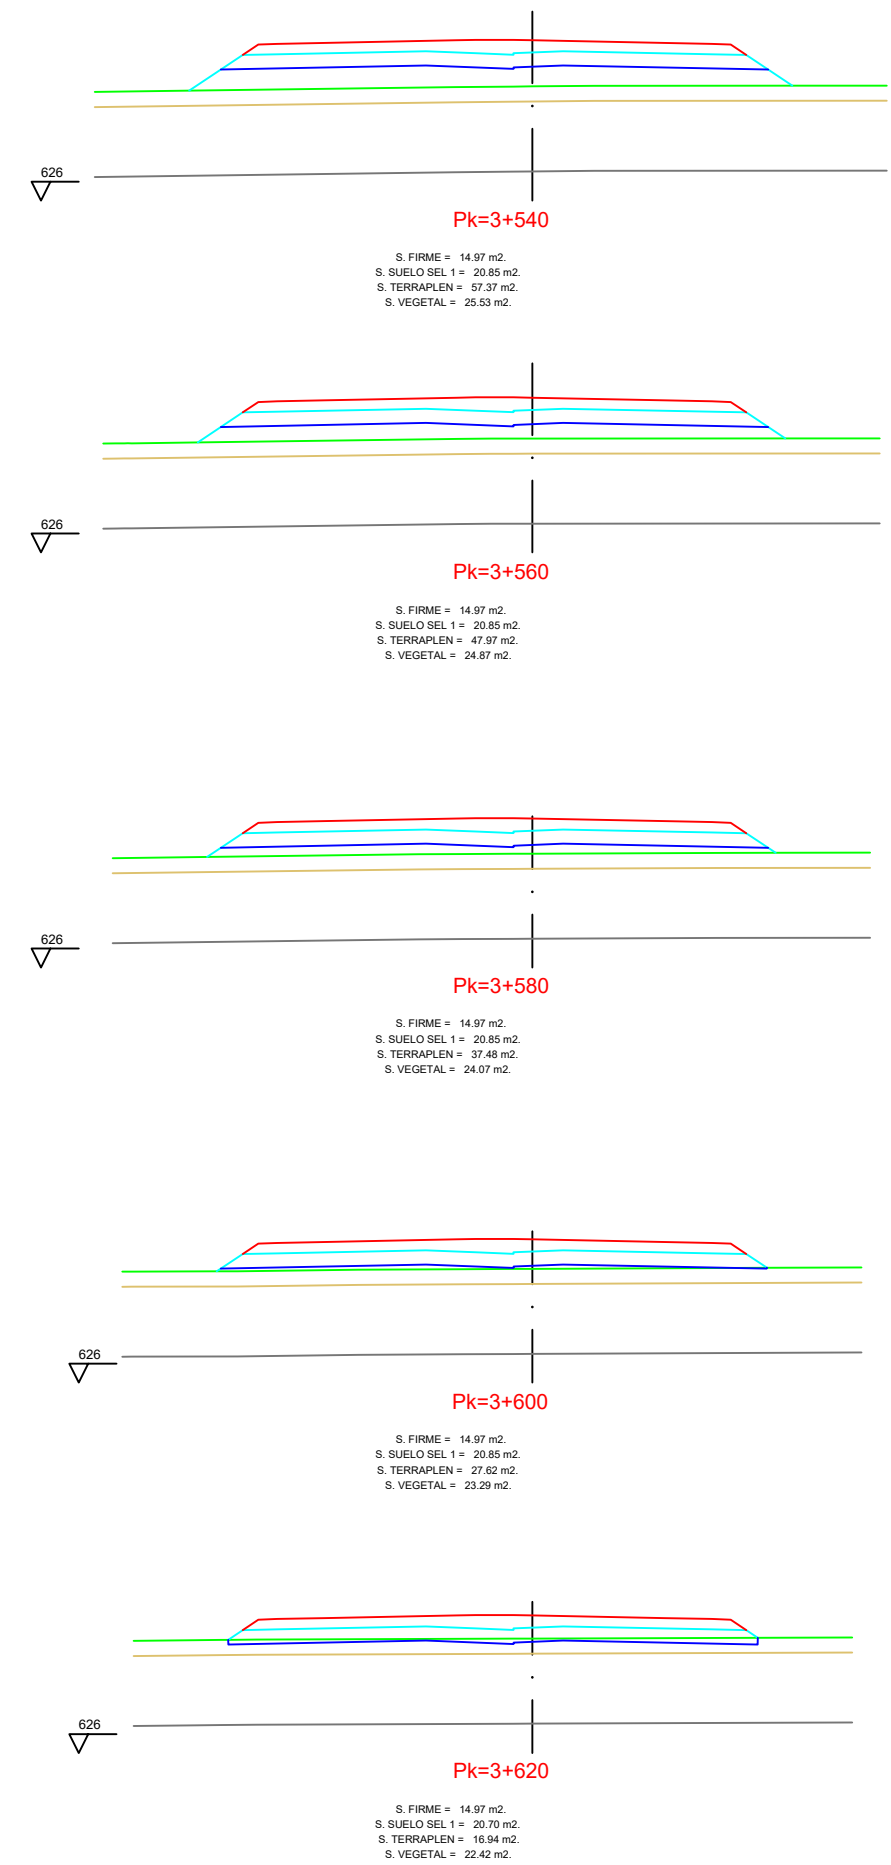 626
Pk=3+540
S. FIRME = 14.97 m2.
S. SUELO SEL 1 = 20.85 m2.
S. TERRAPLEN = 57.37 m2.
S. VEGETAL = 25.53 m2.
626
Pk=3+560
S. FIRME = 14.97 m2.
S. SUELO SEL 1 = 20.85 m2.
S. TERRAPLEN = 47.97 m2.
S. VEGETAL = 24.87 m2.
626
Pk=3+580
S. FIRME = 14.97 m2.
S. SUELO SEL 1 = 20.85 m2.
S. TERRAPLEN = 37.48 m2.
S. VEGETAL = 24.07 m2.
626
Pk=3+600
S. FIRME = 14.97 m2.
S. SUELO SEL 1 = 20.85 m2.
S. TERRAPLEN = 27.62 m2.
S. VEGETAL = 23.29 m2.
626
Pk=3+620
S. FIRME = 14.97 m2.
S. SUELO SEL 1 = 20.70 m2.
S. TERRAPLEN = 16.94 m2.
S. VEGETAL = 22.42 m2.